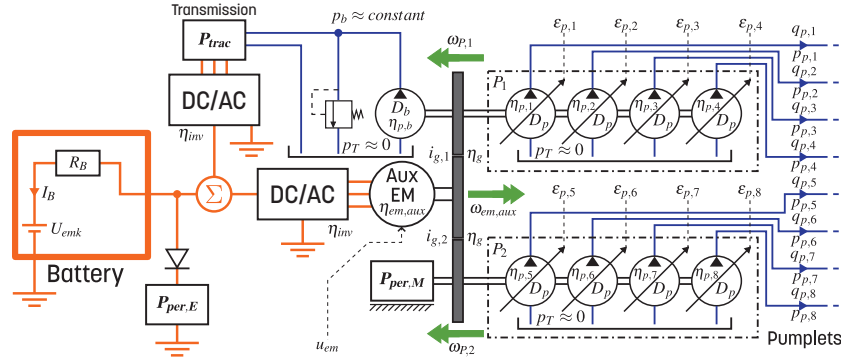 Transmission
p_b ≈ constant
P_trac
DC/AC
η_inv
D_b
η_p,b
p_T ≈ 0
R_B
I_B
U_emk
Battery
Σ
DC/AC
η_inv
Aux
EM
η_em,aux
P_per,E
P_per,M
u_em
ω_P,1
i_g,1
η_g
ω_em,aux
i_g,2
η_g
ω_P,2
ε_p,1 ε_p,2 ε_p,3 ε_p,4
P_1
η_p,1 η_p,2 η_p,3 η_p,4
D_p D_p D_p D_p
p_T ≈ 0
ε_p,5 ε_p,6 ε_p,7 ε_p,8
P_2
η_p,5 η_p,6 η_p,7 η_p,8
D_p D_p D_p D_p
p_T ≈ 0
q_p,1
p_p,1
q_p,2
p_p,2
q_p,3
p_p,3
q_p,4
p_p,4
q_p,5
p_p,5
q_p,6
p_p,6
q_p,7
p_p,7
q_p,8
p_p,8
Pumplets